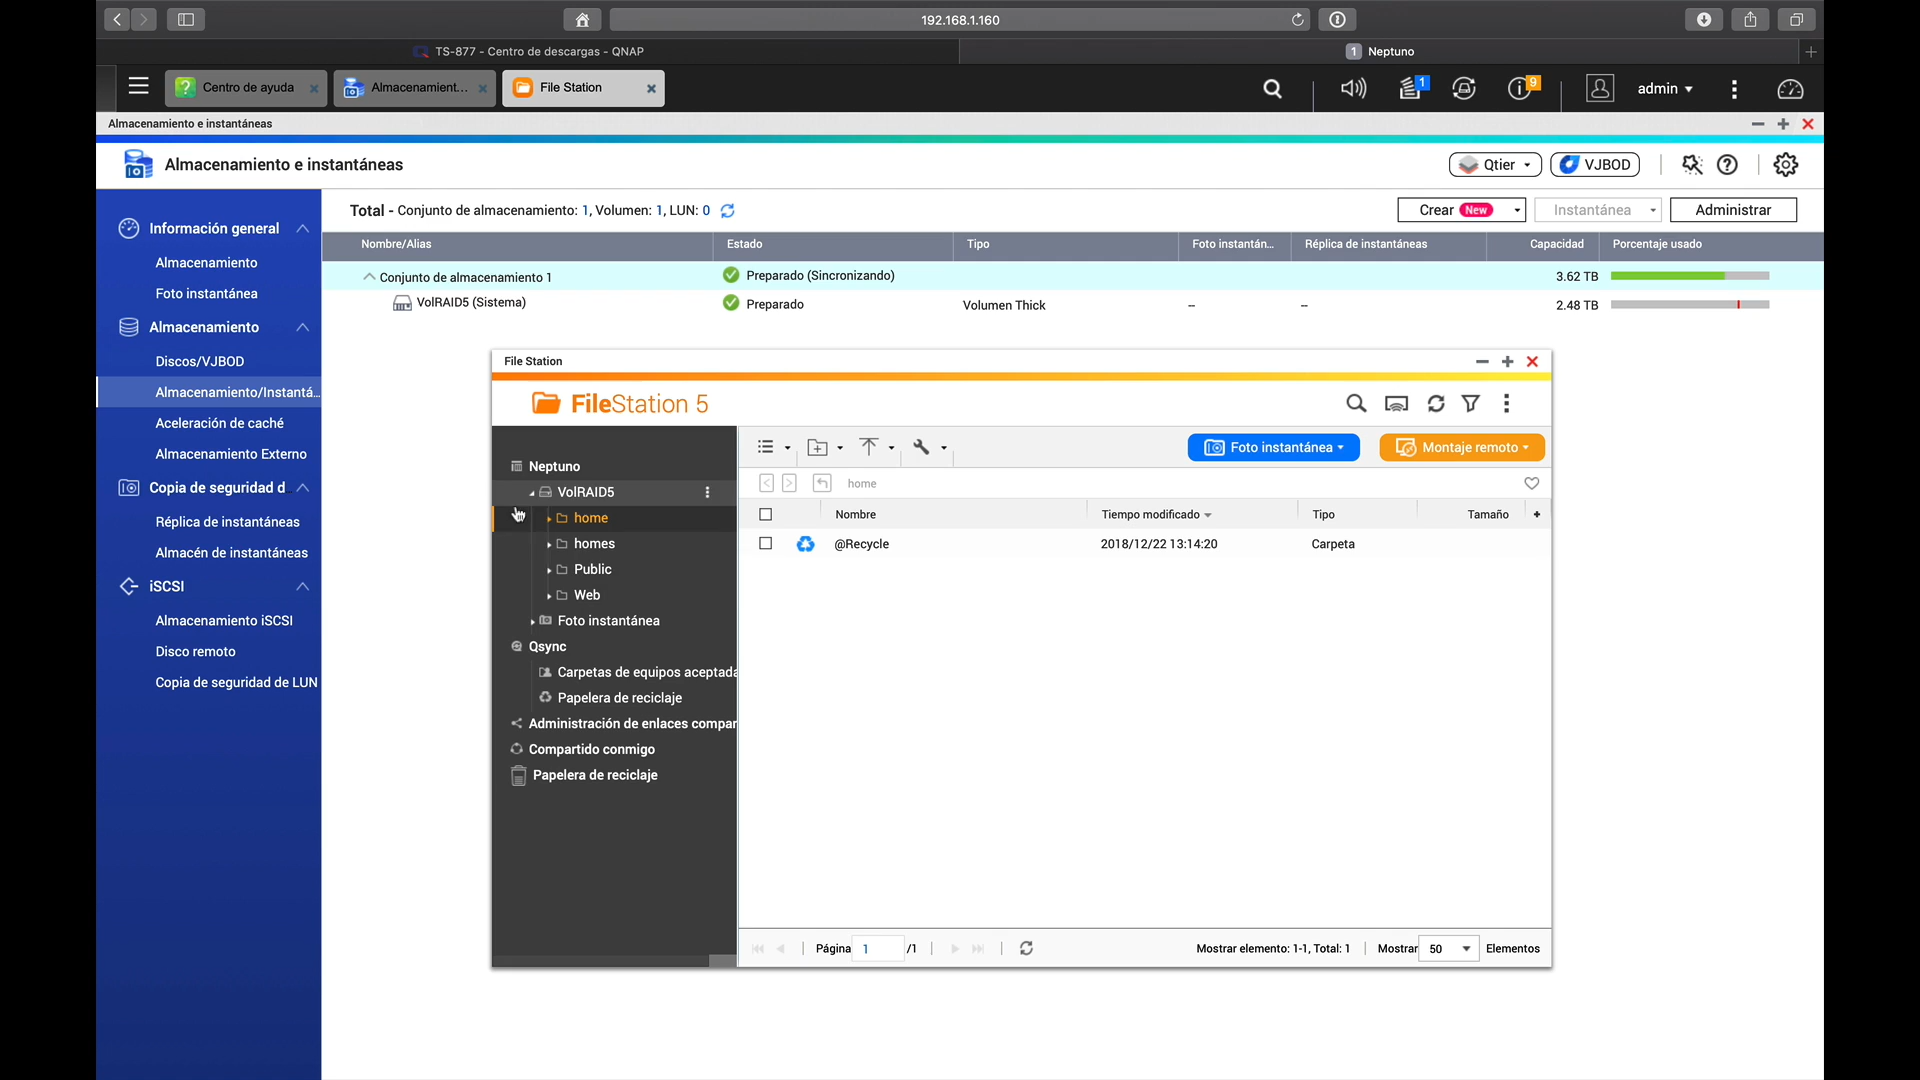 192.168.1.160
TS-877 - Centro de descargas - QNAP
1 Neptuno
Centro de ayuda
Almacenamient...
File Station
1
9
admin
Almacenamiento e instantáneas
Almacenamiento e instantáneas
Qtier
VJBOD
Información general
Almacenamiento
Foto instantánea
Almacenamiento
Discos/VJBOD
Almacenamiento/Instantá...
Aceleración de caché
Almacenamiento Externo
Copia de seguridad d
Réplica de instantáneas
Almacén de instantáneas
iSCSI
Almacenamiento iSCSI
Disco remoto
Copia de seguridad de LUN
Total - Conjunto de almacenamiento: 1, Volumen: 1, LUN: 0
Crear New
Instantánea
Administrar
Nombre/Alias Estado Tipo Foto instantán... Réplica de instantáneas Capacidad Porcentaje usado
Conjunto de almacenamiento 1 Preparado (Sincronizando) 3.62 TB
VolRAID5 (Sistema) Preparado Volumen Thick -- -- 2.48 TB
File Station
FileStation 5
Neptuno
VolRAID5
home
homes
Public
Web
Foto instantánea
Qsync
Carpetas de equipos aceptada
Papelera de reciclaje
Administración de enlaces compar
Compartido conmigo
Papelera de reciclaje
Foto instantánea
Montaje remoto
home
Nombre Tiempo modificado Tipo Tamaño
@Recycle 2018/12/22 13:14:20 Carpeta
Página 1 /1
Mostrar elemento: 1-1, Total: 1 Mostrar 50 Elementos